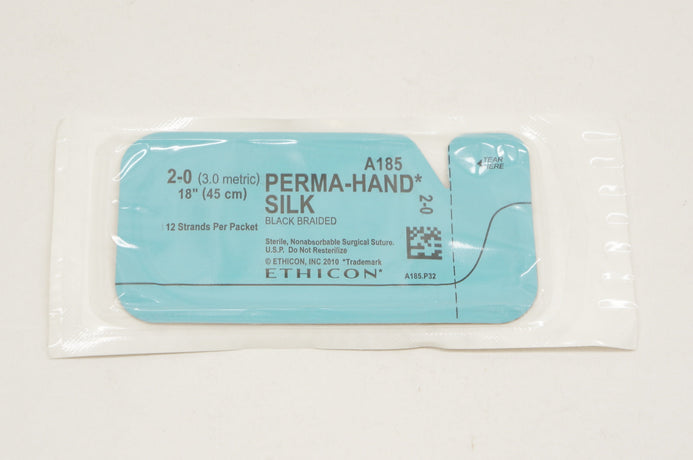 A185
2-0 (3.0 metric)
18" (45 cm)
12 Strands Per Packet
PERMA-HAND*
SILK
BLACK BRAIDED
Sterile, Nonabsorbable Surgical Suture.
U.S.P. Do Not Resterilize
© ETHICON, INC 2010 *Trademark
ETHICON*
2-0
A185.P32
TEAR
HERE